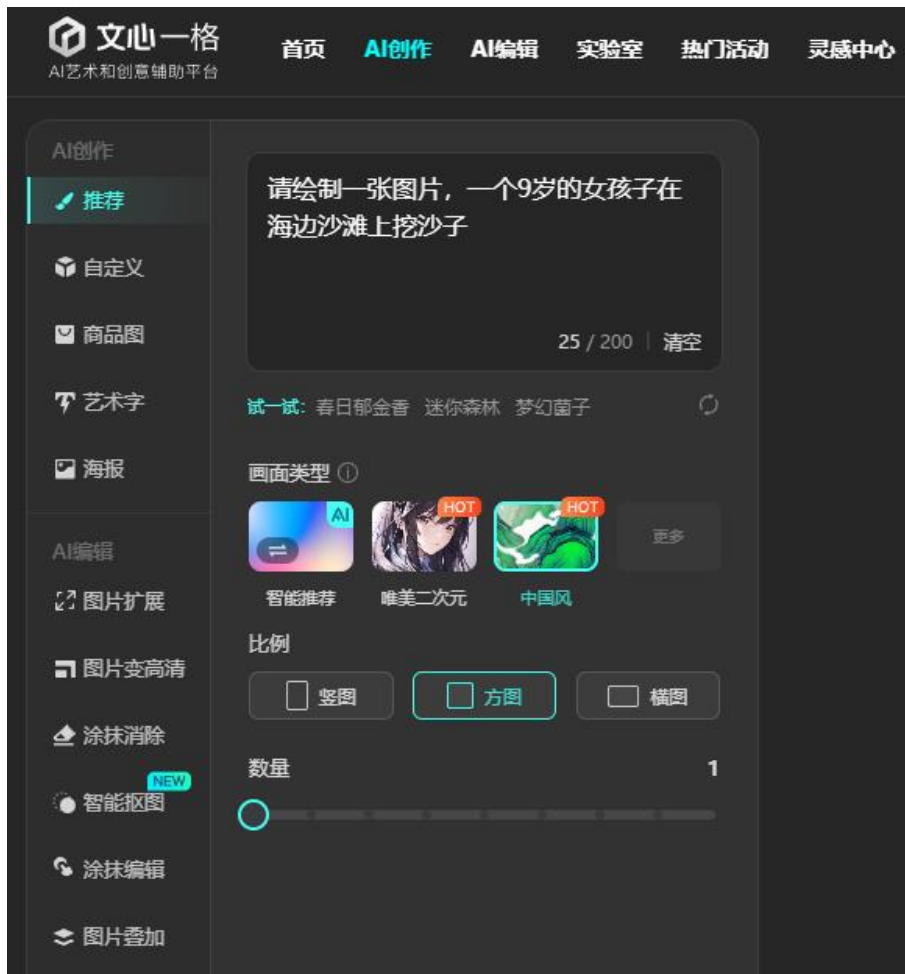 文心一格
AI艺术和创意辅助平台
首页 AI创作 AI编辑 实验室 热门活动 灵感中心
AI创作
推荐
自定义
商品图
艺术字
海报
AI编辑
图片扩展
图片变高清
涂抹消除
NEW
智能抠图
涂抹编辑
图片叠加
请绘制一张图片，一个9岁的女孩子在
海边沙滩上挖沙子
25 / 200 清空
试一试: 春日郁金香 迷你森林 梦幻菌子
画面类型
AI HOT HOT
更多
智能推荐 唯美二次元 中国风
比例
竖图 方图 横图
数量 1